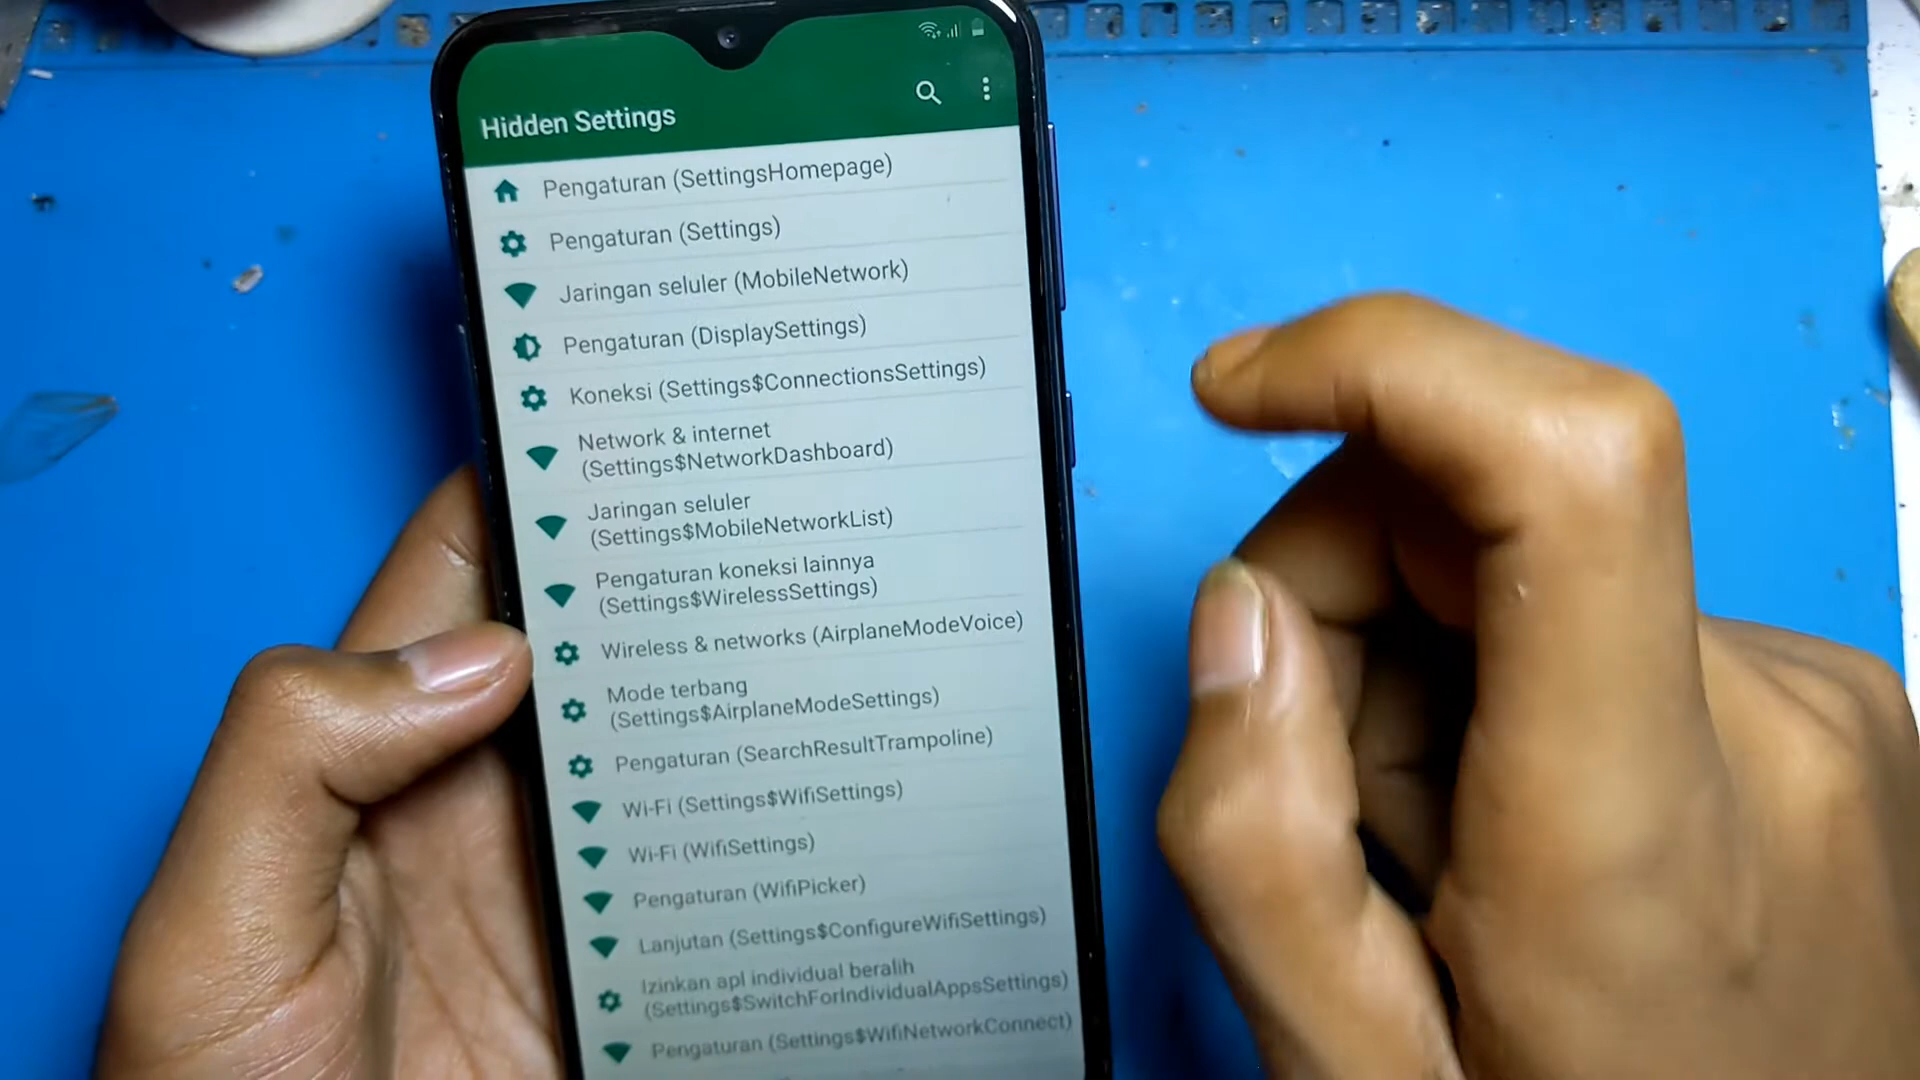 Hidden Settings
Pengaturan (SettingsHomepage)
Pengaturan (Settings)
Jaringan seluler (MobileNetwork)
Pengaturan (DisplaySettings)
Koneksi (Settings$ConnectionsSettings)
Network & internet
(Settings$NetworkDashboard)
Jaringan seluler
(Settings$MobileNetworkList)
Pengaturan koneksi lainnya
(Settings$WirelessSettings)
Wireless & networks (AirplaneModeVoice)
Mode terbang
(Settings$AirplaneModeSettings)
Pengaturan (SearchResultTrampoline)
Wi-Fi (Settings$WifiSettings)
Wi-Fi (WifiSettings)
Pengaturan (WifiPicker)
Lanjutan (Settings$ConfigureWifiSettings)
Izinkan apl individual beralih
(Settings$SwitchForIndividualAppsSettings)
Pengaturan (Settings$WifiNetworkConnect)